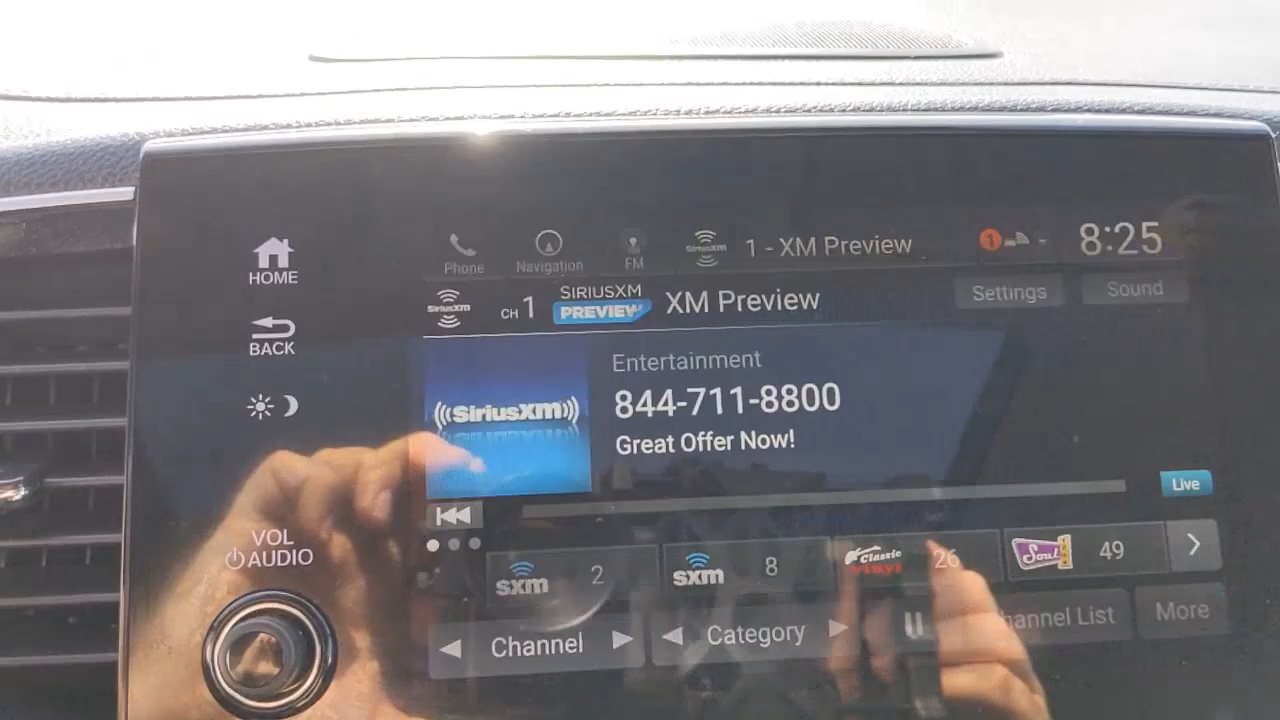 HOME
BACK
VOL
AUDIO
Phone
Navigation
FM
SiriusXM
1 - XM Preview
1
8:25
SiriusXM
CH 1
SIRIUSXM
PREVIEW
XM Preview
Settings
Sound
((SiriusXM))
Entertainment
844-711-8800
Great Offer Now!
Live
sxm 2
sxm 8
Classic Vinyl 26
Soul 49
Channel
Category
hannel List
More